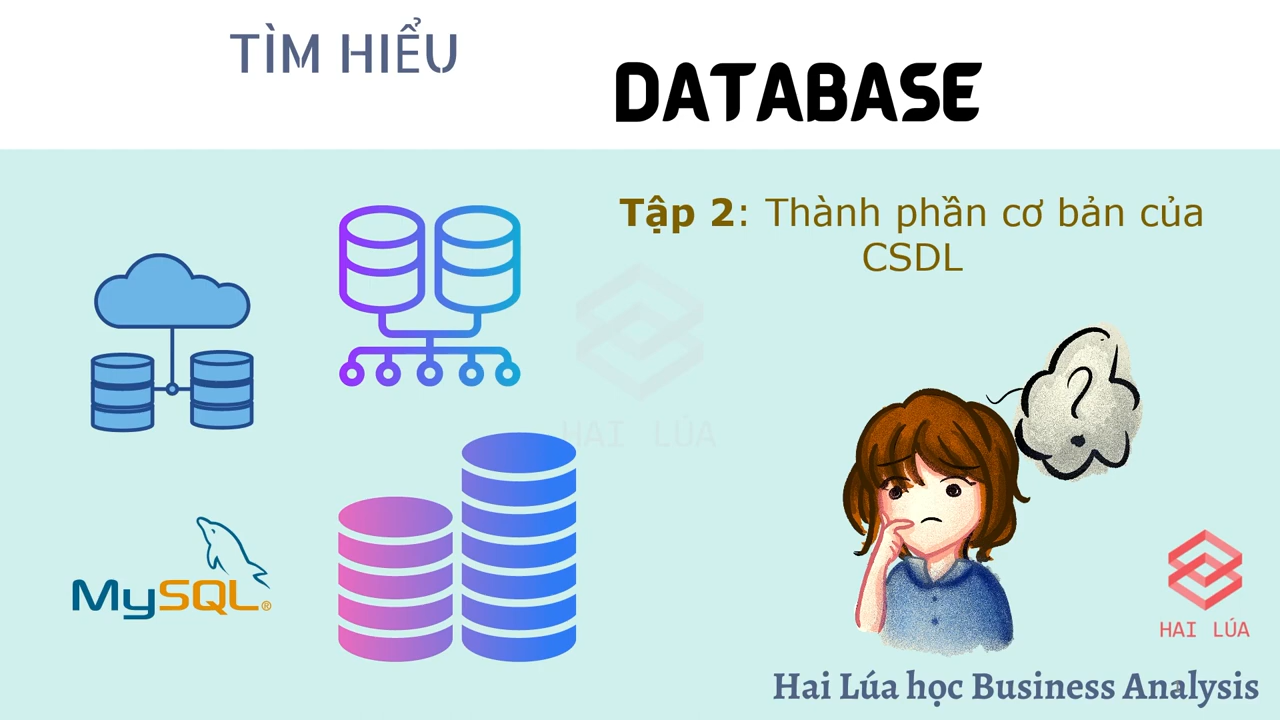 TÌM HIỂU
DATABASE
Tập 2: Thành phần cơ bản của
CSDL
?
HAI LÚA
MySQL®
HAI LÚA
Hai Lúa học Business Analysis